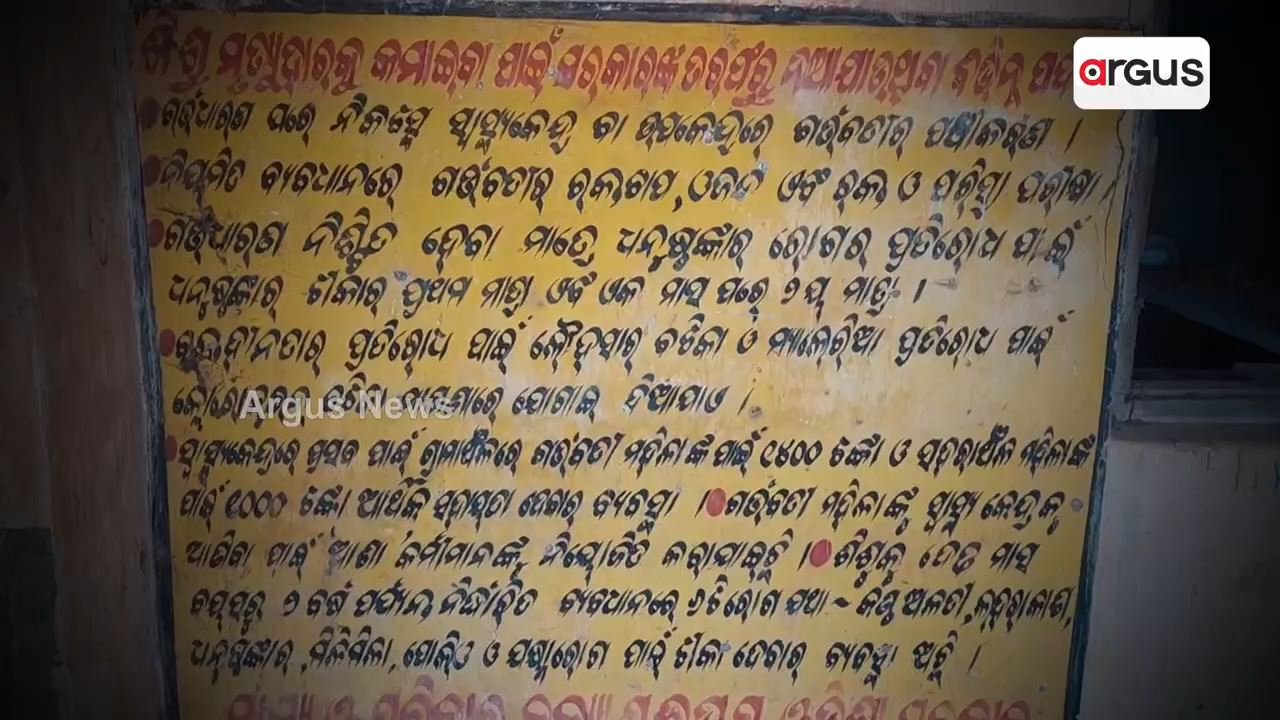 ଶିଶୁ ମୃତ୍ୟୁହାରକୁ କମାଇବା ପାଇଁ ସରକାରଙ୍କ ତରଫରୁ ନିଆଯାଉଥିବା ବିଭିନ୍ନ
argus
ଗର୍ଭଧାରଣ ପରେ ନିକଟସ୍ଥ ସ୍ୱାସ୍ଥ୍ୟକେନ୍ଦ୍ର ବା ଉପକେନ୍ଦ୍ରରେ ଗର୍ଭବତୀର ପଞ୍ଜୀକରଣ ।
ନିୟମିତ ବ୍ୟବଧାନରେ ଗର୍ଭବତୀର ରକ୍ତଚାପ, ଓଜନ ଏବଂ ରକ୍ତ ଓ ପରିସ୍ରା ପରୀକ୍ଷା ।
ଗର୍ଭଧାରଣ ନିଶ୍ଚିତ ହେବା ମାତ୍ରେ ଧନୁଷ୍ଟଙ୍କାର ରୋଗର ପ୍ରତିରୋଧ ପାଇଁ
ଧନୁଷ୍ଟଙ୍କାର ଟୀକାର ପ୍ରଥମ ମାତ୍ରା ଏବଂ ଏକ ମାସ ପରେ ୨ୟ ମାତ୍ରା ।
ରକ୍ତହୀନତାର ପ୍ରତିରୋଧ ପାଇଁ ଲୌହସାର ବଟିକା ଓ ମ୍ୟାଲେରିଆ ପ୍ରତିରୋଧ ପାଇଁ
ଯୋଗାଇ ଦିଆଯାଏ ।
Argus News
ସ୍ୱାସ୍ଥ୍ୟକେନ୍ଦ୍ରରେ ପ୍ରସବ ପାଇଁ ଗ୍ରାମାଞ୍ଚଳରେ ଗର୍ଭବତୀ ମହିଳାଙ୍କ ପାଇଁ ୧୪୦୦ ଟଙ୍କା ଓ ସହରାଞ୍ଚଳ ମହିଳାଙ୍କ
ପାଇଁ ୧୦୦୦ ଟଙ୍କା ଆର୍ଥିକ ସହାୟତା ଦେବାର ବ୍ୟବସ୍ଥା । ଗର୍ଭବତୀ ମହିଳାଙ୍କୁ ସ୍ୱାସ୍ଥ୍ୟ କେନ୍ଦ୍ରକୁ
ଆଣିବା ପାଇଁ ଆଶା କର୍ମୀମାନଙ୍କୁ ନିୟୋଜିତ କରାଯାଇଛି । ଶିଶୁକୁ ଦେଢ଼ ମାସ
ବୟସରୁ ୨ ବର୍ଷ ପର୍ଯ୍ୟନ୍ତ ନିର୍ଦ୍ଧାରିତ ବ୍ୟବଧାନରେ ୬ଟି ରୋଗ ଯଥା ~ କଣ୍ଠ ଅଳତୀ, ଲହରାକାଶ,
ଧନୁଷ୍ଟଙ୍କାର, ମିଳିମିଳା, ପୋଲିଓ ଓ ଯକ୍ଷ୍ମାରୋଗ ପାଇଁ ଟୀକା ଦେବାର ବ୍ୟବସ୍ଥା ଅଛି ।